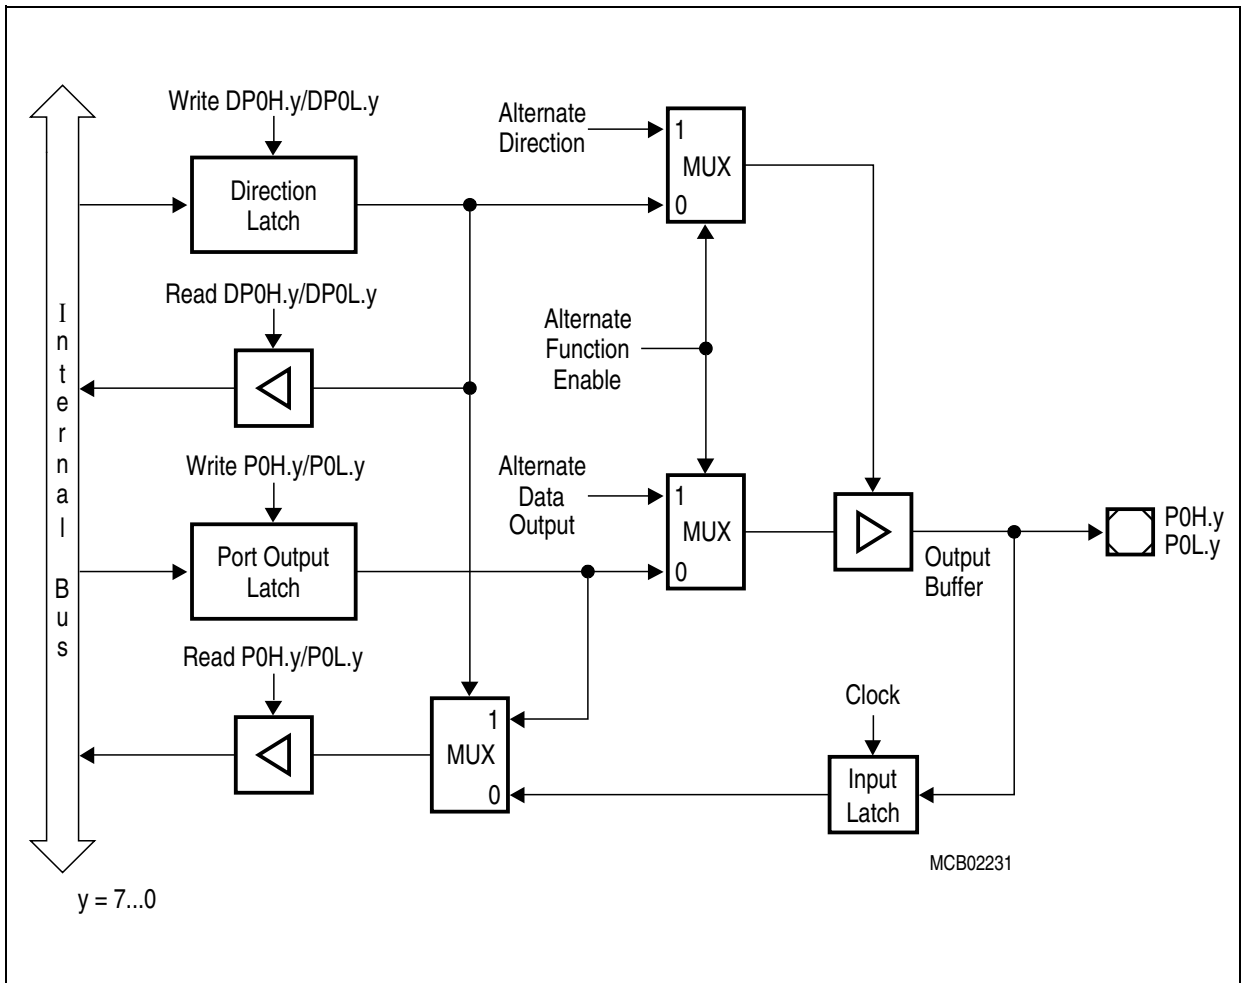 Write DP0H.y/DP0L.y
Alternate
Direction
1
MUX
0
Direction
Latch
Read DP0H.y/DP0L.y
Alternate
Function
Enable
Internal Bus
Write P0H.y/P0L.y
Alternate
Data
Output
1
MUX
0
Port Output
Latch
Output
Buffer
P0H.y
P0L.y
Read P0H.y/P0L.y
1
MUX
0
Clock
Input
Latch
MCB02231
y = 7...0